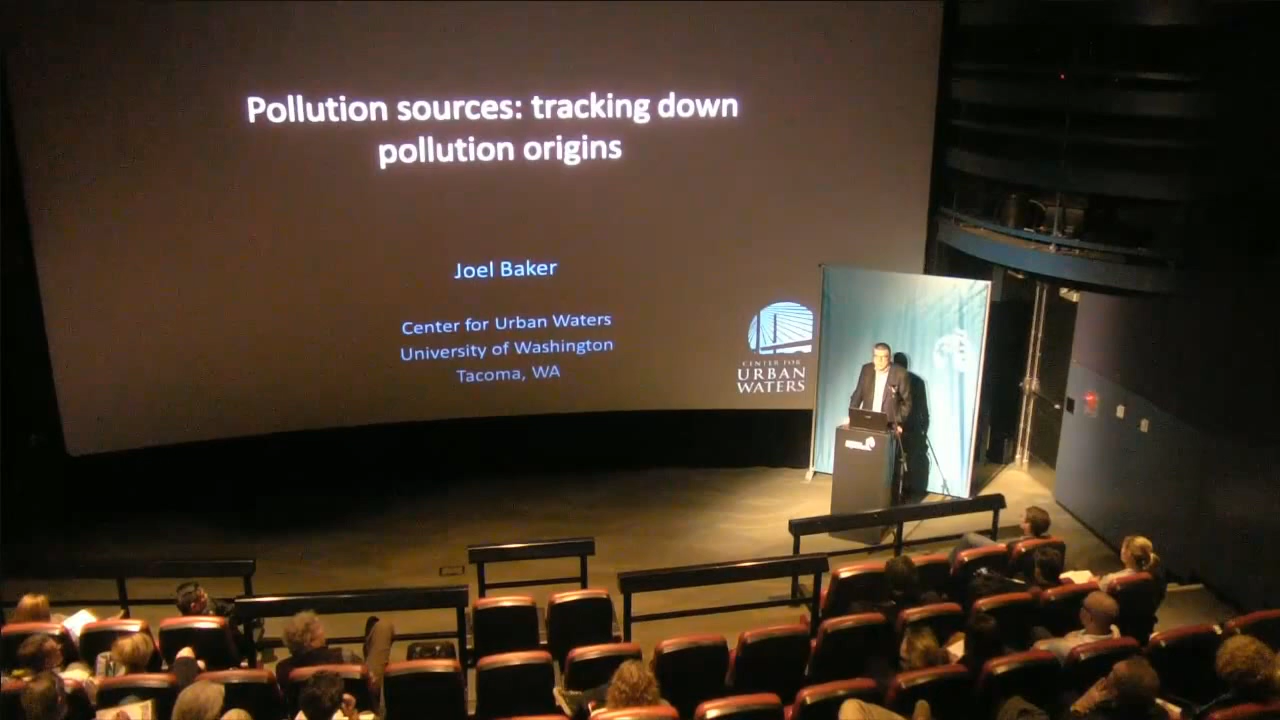 Pollution sources: tracking down
pollution origins
Joel Baker
Center for Urban Waters
University of Washington
Tacoma, WA
CENTER FOR
URBAN
WATERS